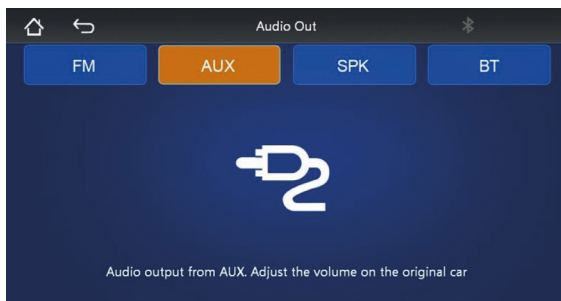 Audio Out
FM
AUX
SPK
BT
Audio output from AUX. Adjust the volume on the original car